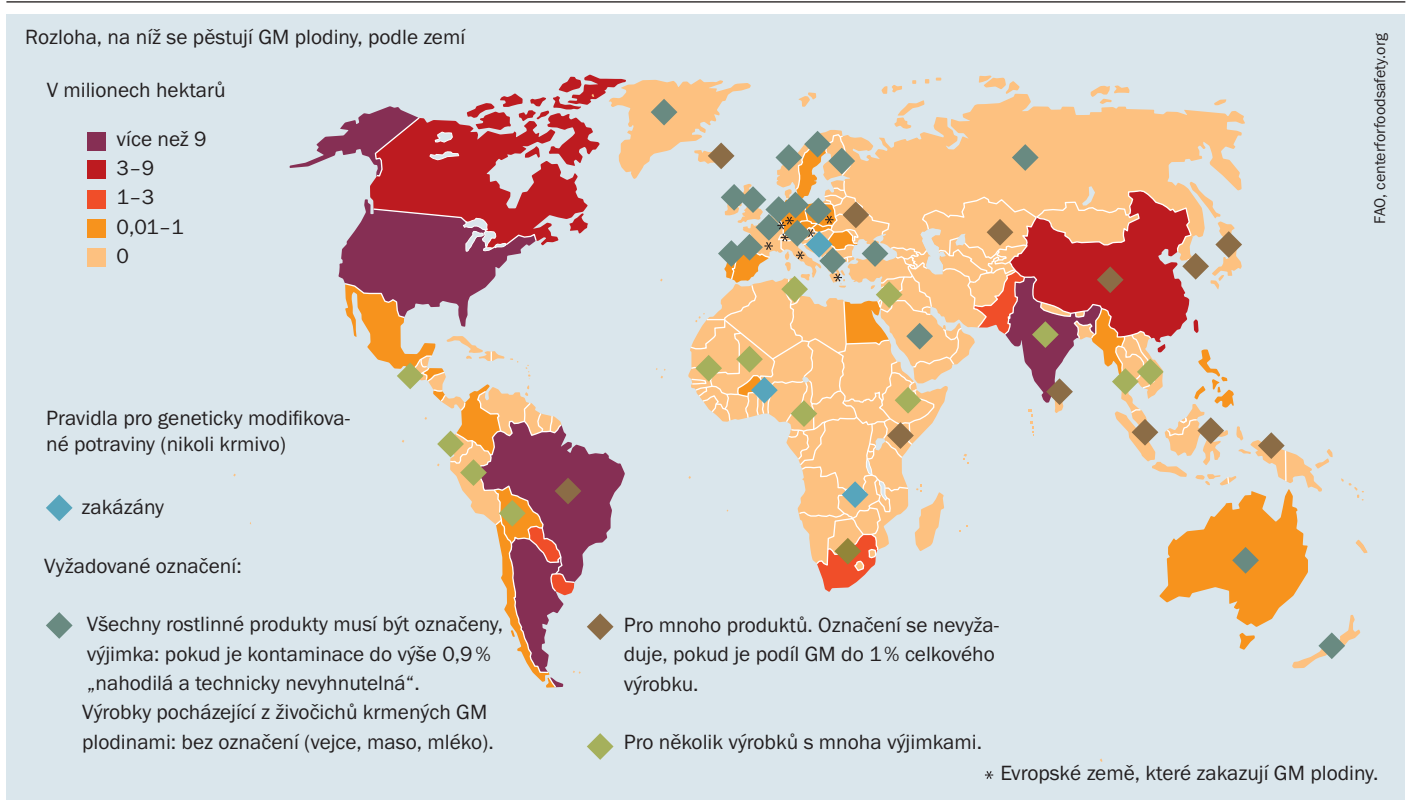 Rozloha, na níž se pěstují GM plodiny, podle zemí
V milionech hektarů
více než 9
3–9
1–3
0,01–1
0
Pravidla pro geneticky modifikova-
né potraviny (nikoli krmivo)
zakázány
Vyžadované označení:
Všechny rostlinné produkty musí být označeny,
výjimka: pokud je kontaminace do výše 0,9 %
„nahodilá a technicky nevyhnutelná“.
Výrobky pocházející z živočichů krmených GM
plodinami: bez označení (vejce, maso, mléko).
Pro mnoho produktů. Označení se nevyža-
duje, pokud je podíl GM do 1 % celkového
výrobku.
Pro několik výrobků s mnoha výjimkami.
* Evropské země, které zakazují GM plodiny.
FAO, centerforfoodsafety.org